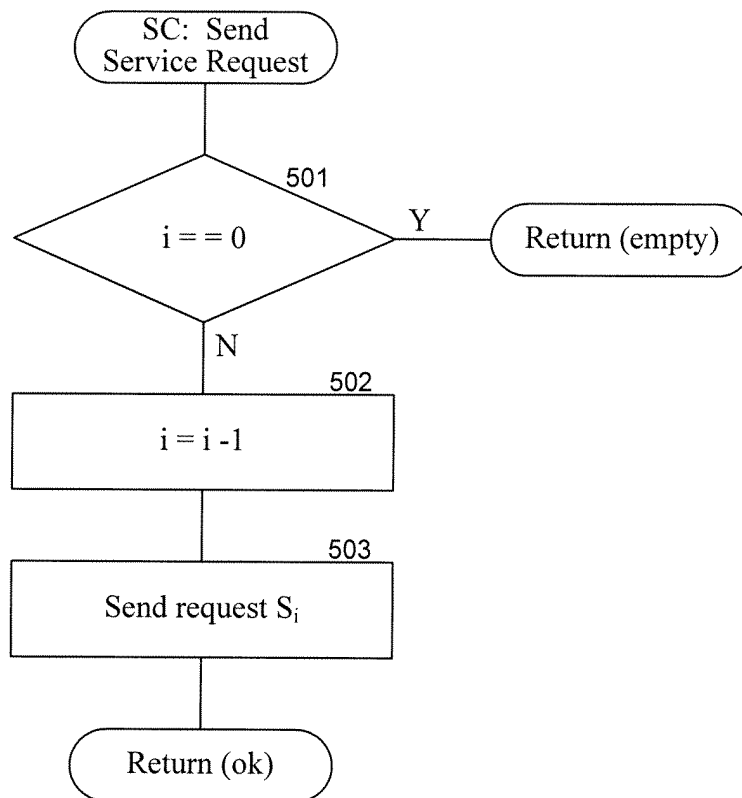 SC: Send
Service Request
501
i = = 0
Y
Return (empty)
N
502
i = i -1
503
Send request Sᵢ
Return (ok)